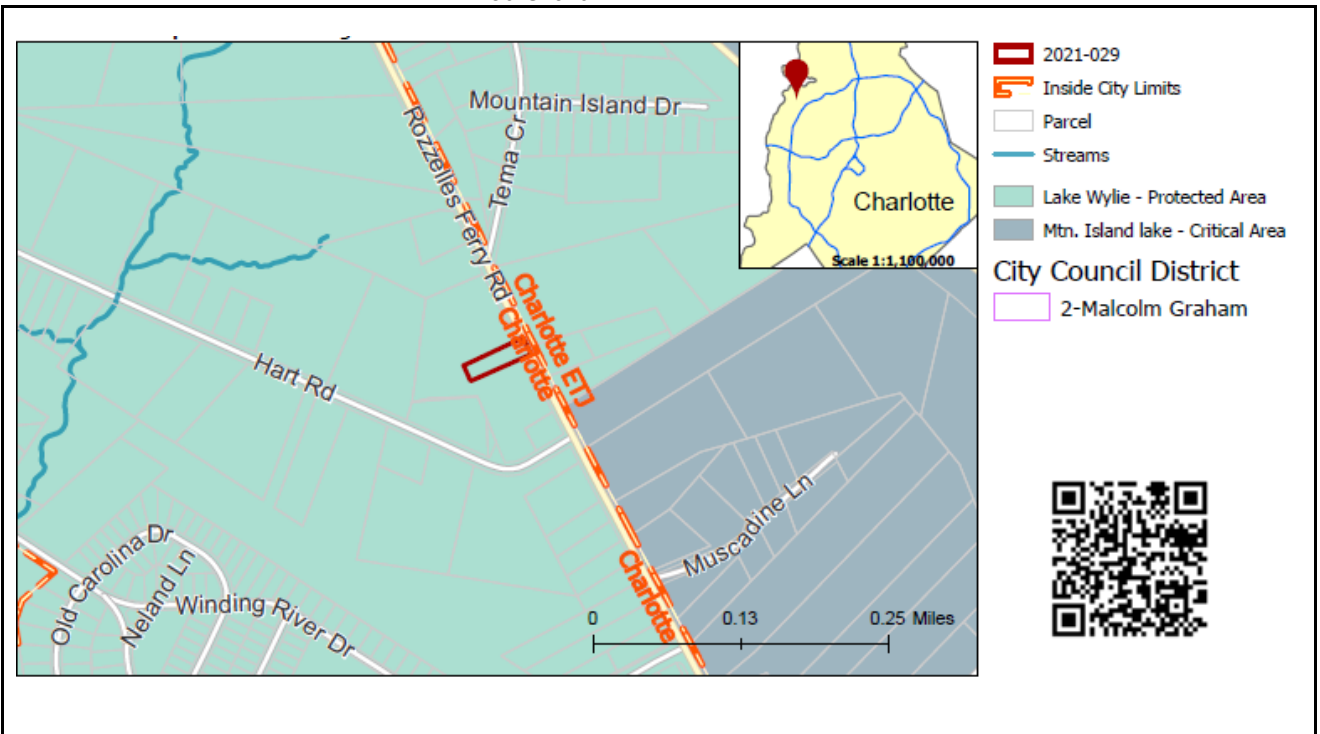 Mountain Island Dr
Tema Cr
Rozzelles Ferry Rd
Charlotte ETJ
Charlotte
Hart Rd
Muscadine Ln
Charlotte
Old Carolina Dr
Neland Ln
Winding River Dr
0 0.13 0.25 Miles
Charlotte
Scale 1:1,100,000
2021-029
Inside City Limits
Parcel
Streams
Lake Wylie - Protected Area
Mtn. Island lake - Critical Area
City Council District
2-Malcolm Graham